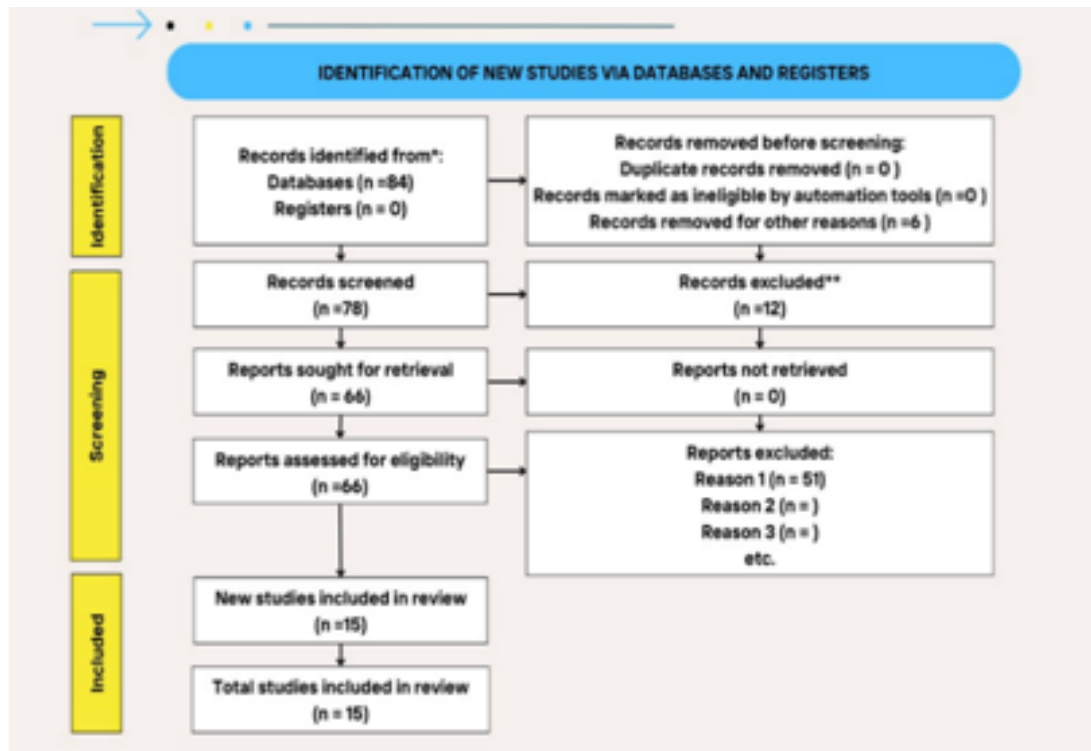 IDENTIFICATION OF NEW STUDIES VIA DATABASES AND REGISTERS
Identification
Records identified from*:
Databases (n =84)
Registers (n = 0)
Records removed before screening:
Duplicate records removed (n = 0 )
Records marked as ineligible by automation tools (n =0 )
Records removed for other reasons (n =6 )
Screening
Records screened
(n =78)
Records excluded**
(n =12)
Reports sought for retrieval
(n = 66)
Reports not retrieved
(n = 0)
Reports assessed for eligibility
(n =66)
Reports excluded:
Reason 1 (n = 51)
Reason 2 (n = )
Reason 3 (n = )
etc.
Included
New studies included in review
(n =15)
Total studies included in review
(n = 15)